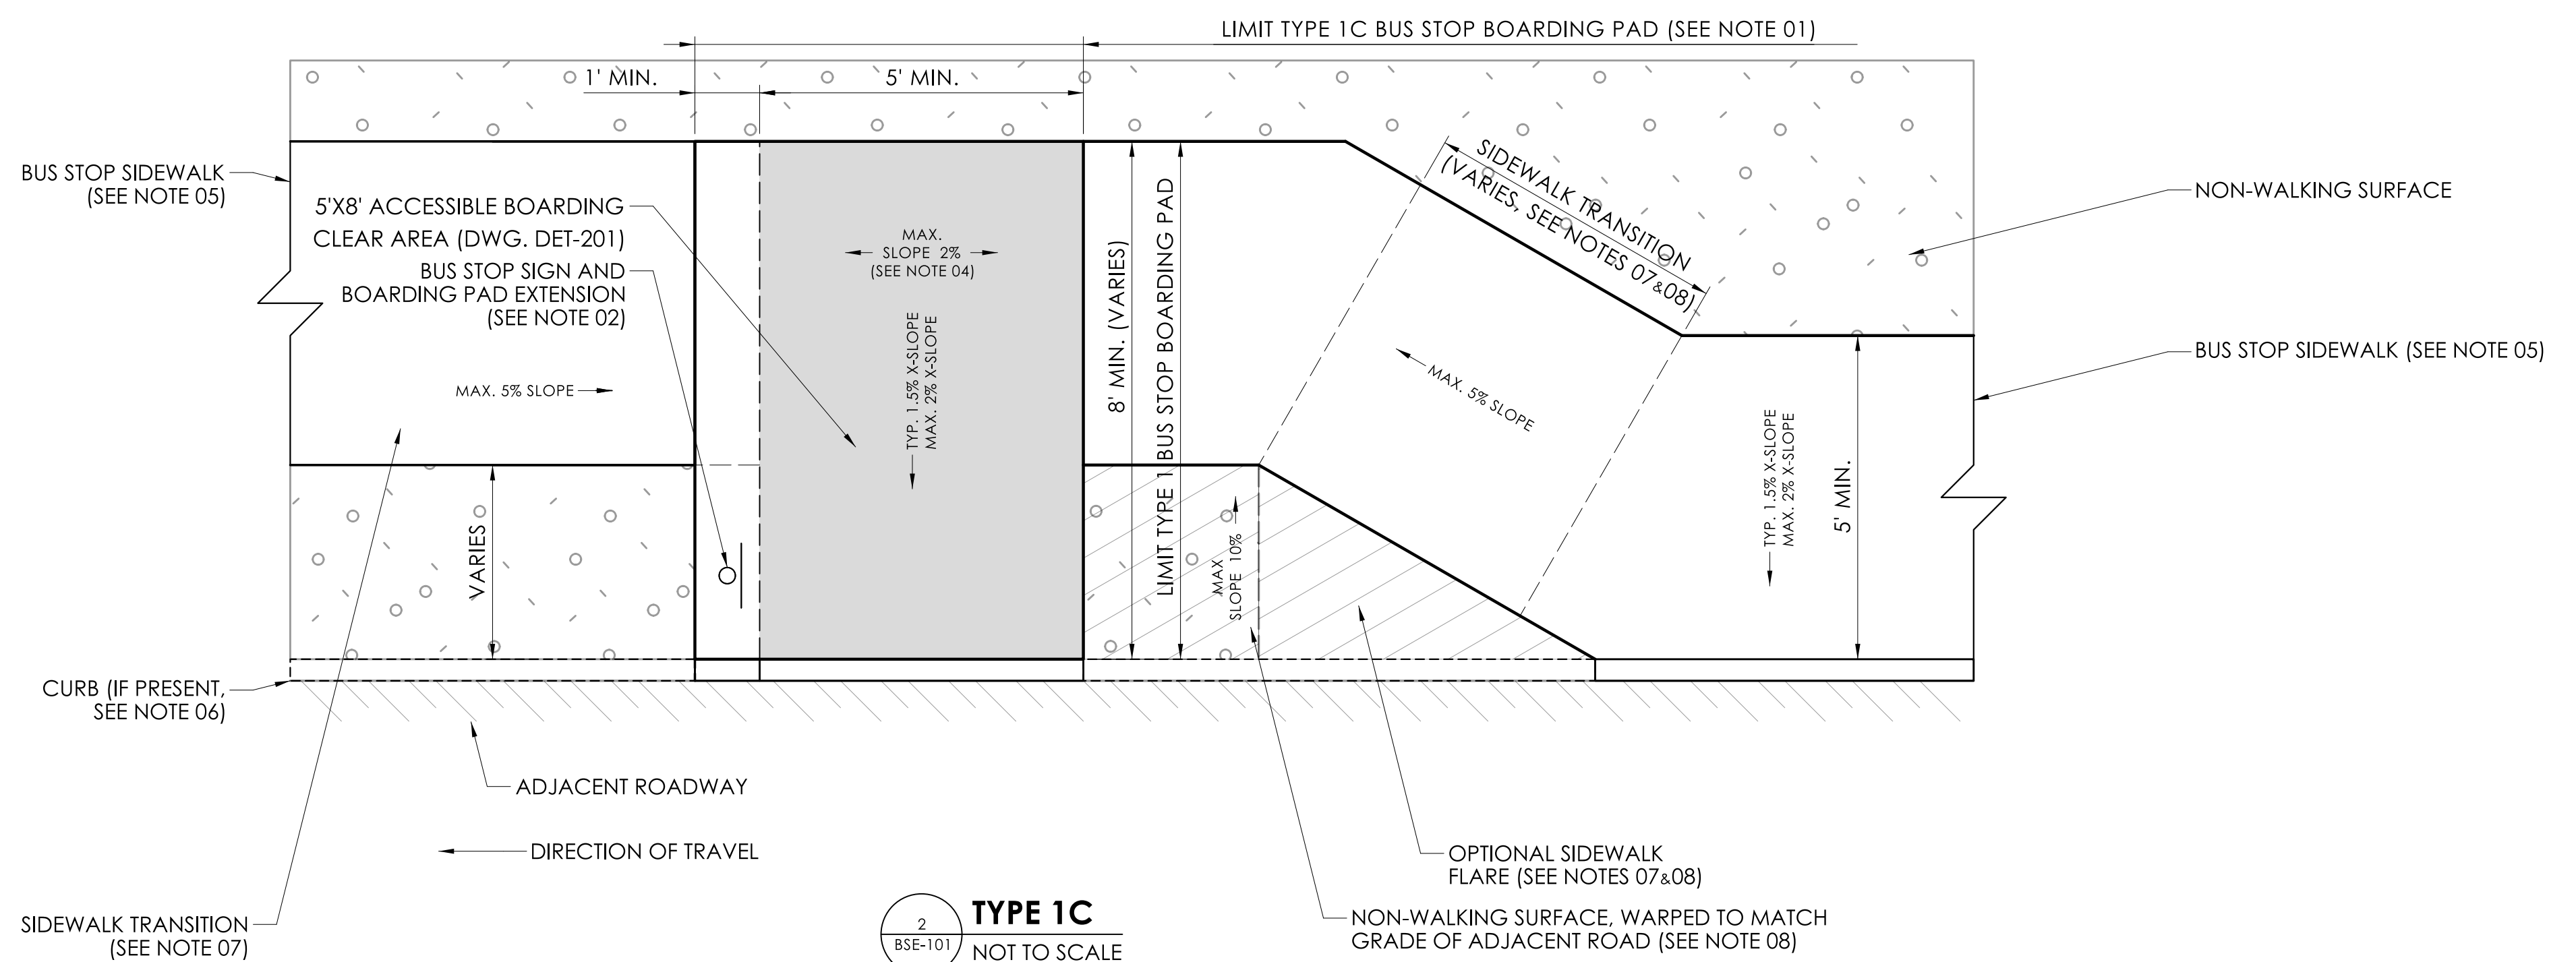 LIMIT TYPE 1C BUS STOP BOARDING PAD (SEE NOTE 01)
1' MIN.
5' MIN.
BUS STOP SIDEWALK
(SEE NOTE 05)
5'X8' ACCESSIBLE BOARDING
CLEAR AREA (DWG. DET-201)
BUS STOP SIGN AND
BOARDING PAD EXTENSION
(SEE NOTE 02)
MAX. 5% SLOPE
MAX.
SLOPE 2%
(SEE NOTE 04)
TYP. 1.5% X-SLOPE
MAX. 2% X-SLOPE
8' MIN. (VARIES)
LIMIT TYPE 1 BUS STOP BOARDING PAD
SIDEWALK TRANSITION
(VARIES, SEE NOTES 07&08)
MAX. 5% SLOPE
NON-WALKING SURFACE
BUS STOP SIDEWALK (SEE NOTE 05)
TYP. 1.5% X-SLOPE
MAX. 2% X-SLOPE
5' MIN.
VARIES
MAX
SLOPE 10%
CURB (IF PRESENT,
SEE NOTE 06)
ADJACENT ROADWAY
DIRECTION OF TRAVEL
SIDEWALK TRANSITION
(SEE NOTE 07)
OPTIONAL SIDEWALK
FLARE (SEE NOTES 07&08)
NON-WALKING SURFACE, WARPED TO MATCH
GRADE OF ADJACENT ROAD (SEE NOTE 08)
2
BSE-101
TYPE 1C
NOT TO SCALE